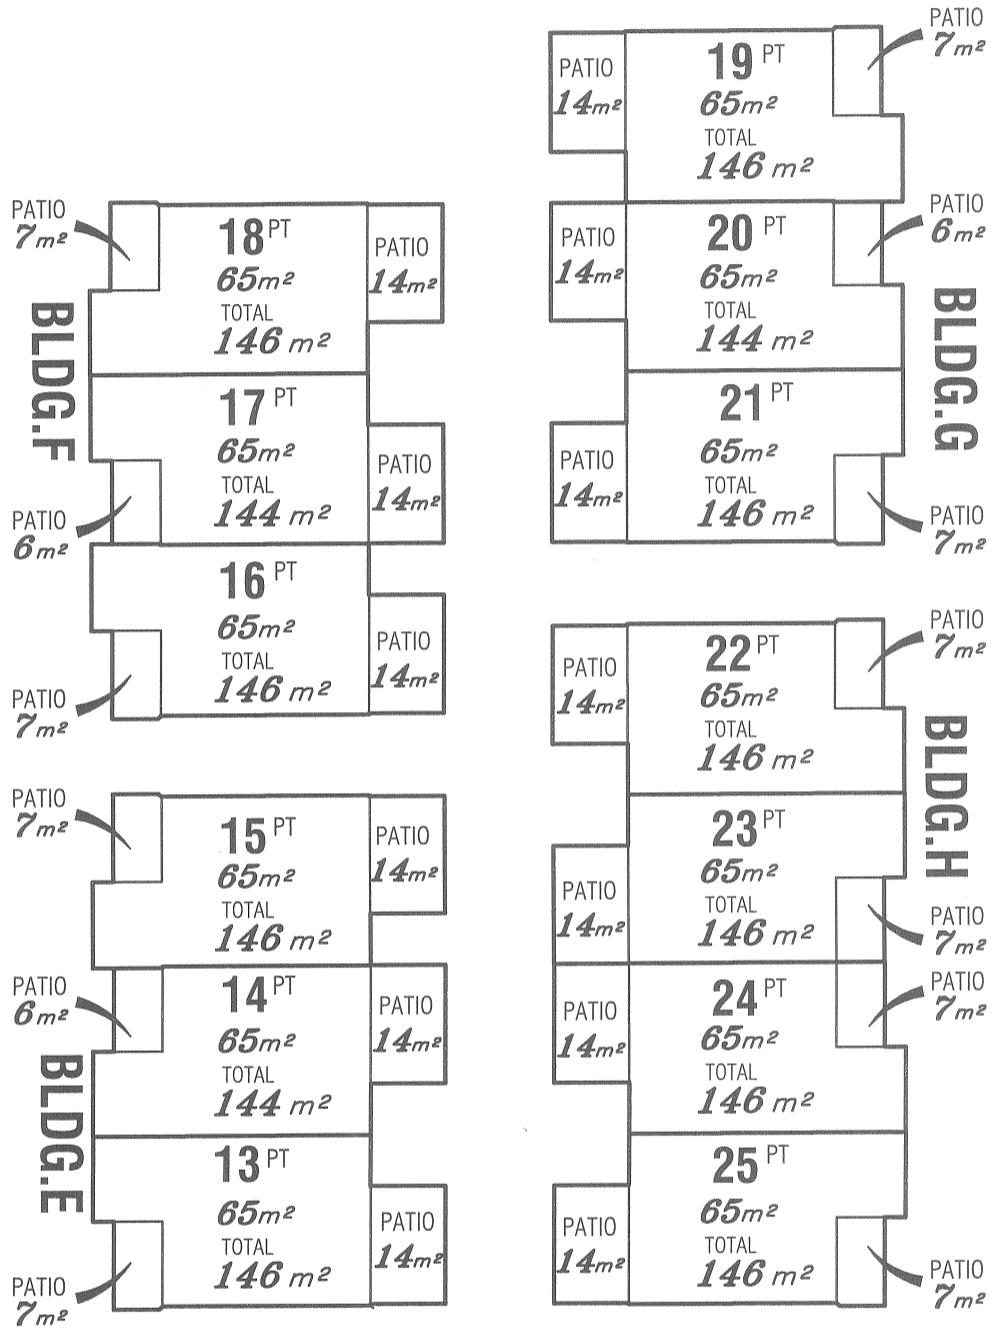 PATIO
7m²
18 PT
65m²
TOTAL
146 m²
PATIO
14m²
BLDG.F
17 PT
65m²
TOTAL
144 m²
PATIO
14m²
PATIO
6m²
16 PT
65m²
TOTAL
146 m²
PATIO
14m²
PATIO
7m²
PATIO
7m²
15 PT
65m²
TOTAL
146 m²
PATIO
14m²
PATIO
6m²
14 PT
65m²
TOTAL
144 m²
PATIO
14m²
BLDG.E
13 PT
65m²
TOTAL
146 m²
PATIO
14m²
PATIO
7m²
PATIO
14m²
19 PT
65m²
TOTAL
146 m²
PATIO
7m²
PATIO
14m²
20 PT
65m²
TOTAL
144 m²
PATIO
6m²
BLDG.G
PATIO
14m²
21 PT
65m²
TOTAL
146 m²
PATIO
7m²
PATIO
14m²
22 PT
65m²
TOTAL
146 m²
PATIO
7m²
BLDG.H
PATIO
14m²
23 PT
65m²
TOTAL
146 m²
PATIO
7m²
PATIO
14m²
24 PT
65m²
TOTAL
146 m²
PATIO
7m²
PATIO
14m²
25 PT
65m²
TOTAL
146 m²
PATIO
7m²